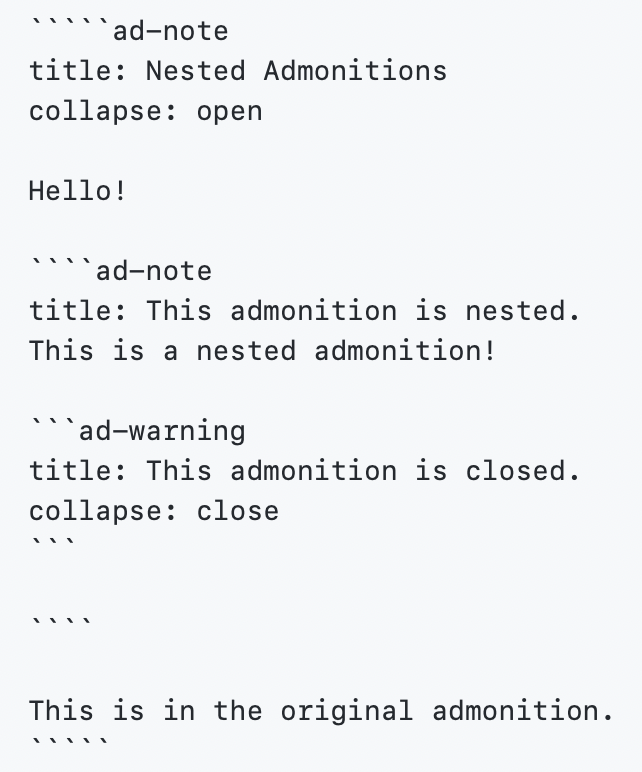 `````ad-note
title: Nested Admonitions
collapse: open

Hello!

````ad-note
title: This admonition is nested.
This is a nested admonition!

```ad-warning
title: This admonition is closed.
collapse: close
```

````

This is in the original admonition.
`````